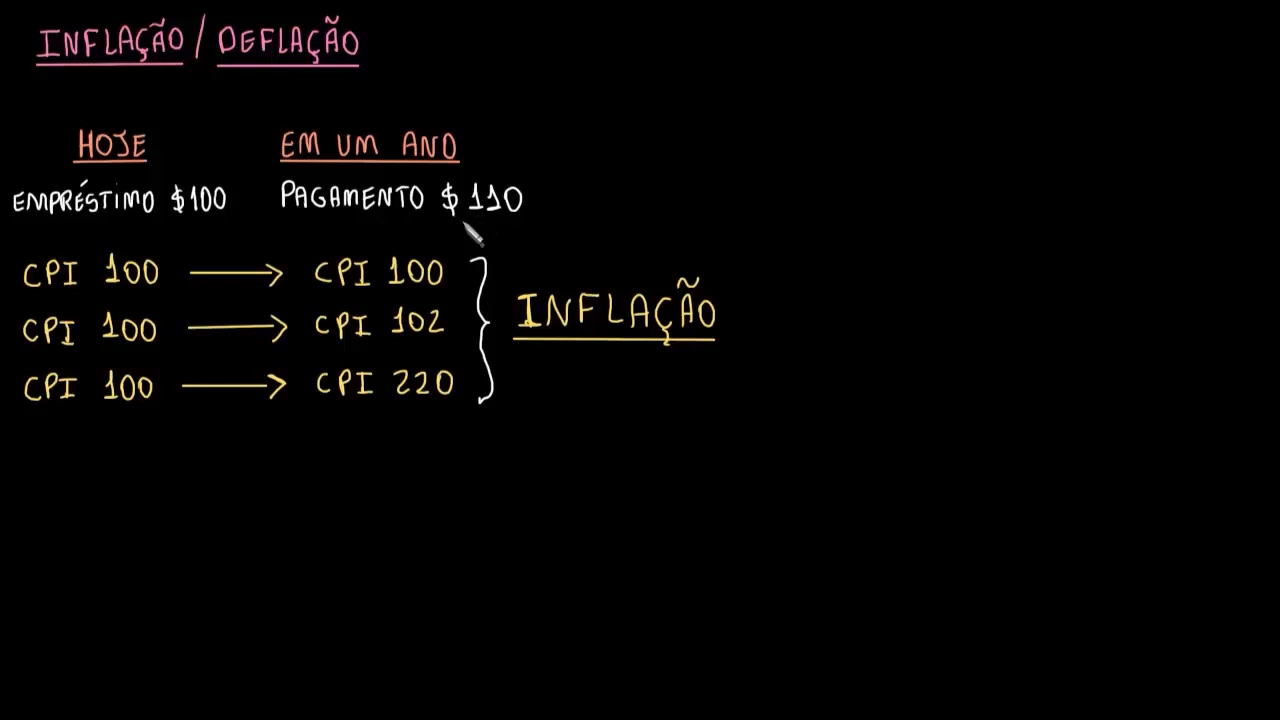 INFLAÇÃO / DEFLAÇÃO
HOJE EM UM ANO
EMPRÉSTIMO $100 PAGAMENTO $110
CPI 100 → CPI 100
CPI 100 → CPI 102
CPI 100 → CPI 220
INFLAÇÃO